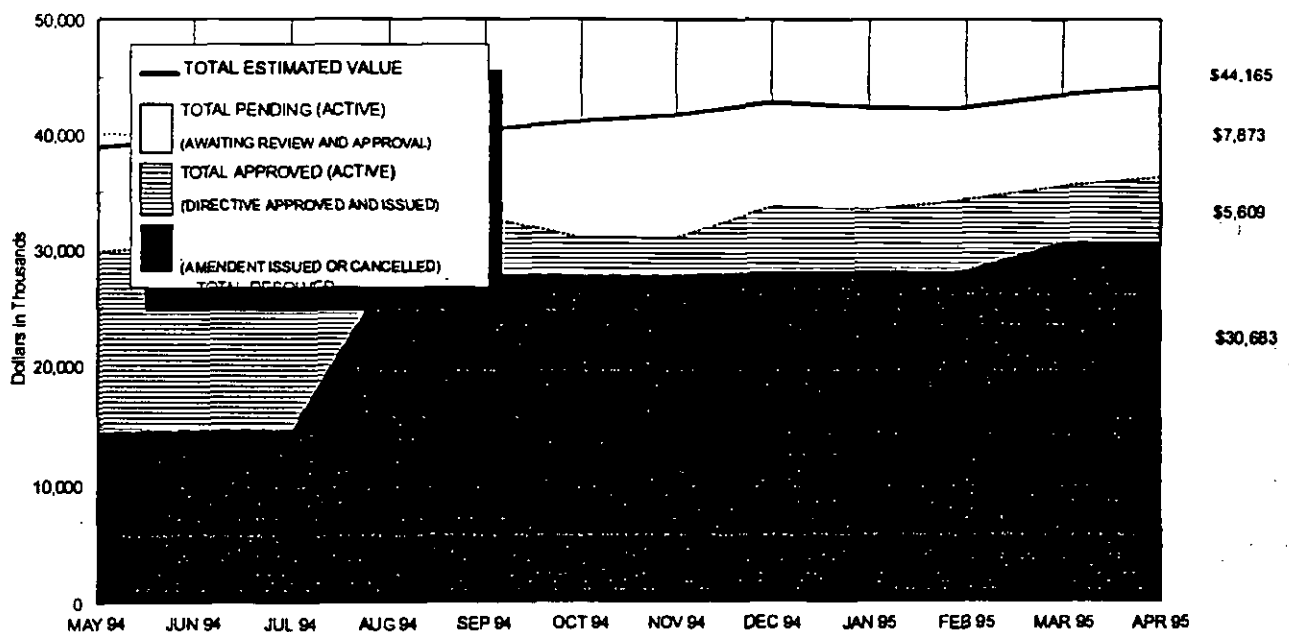 50,000
40,000
30,000
20,000
10,000
0
Dollars in Thousands
TOTAL ESTIMATED VALUE
TOTAL PENDING (ACTIVE)
(AWAITING REVIEW AND APPROVAL)
TOTAL APPROVED (ACTIVE)
(DIRECTIVE APPROVED AND ISSUED)
(AMENDENT ISSUED OR CANCELLED)
TOTAL RESOLVED
$44,165
$7,873
$5,609
$30,683
MAY 94 JUN 94 JUL 94 AUG 94 SEP 94 OCT 94 NOV 94 DEC 94 JAN 95 FEB 95 MAR 95 APR 95